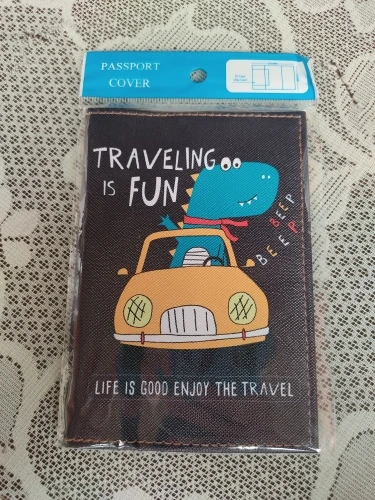 PASSPORT
COVER
TRAVELING
IS FUN
BEEP
BEEP
LIFE IS GOOD ENJOY THE TRAVEL